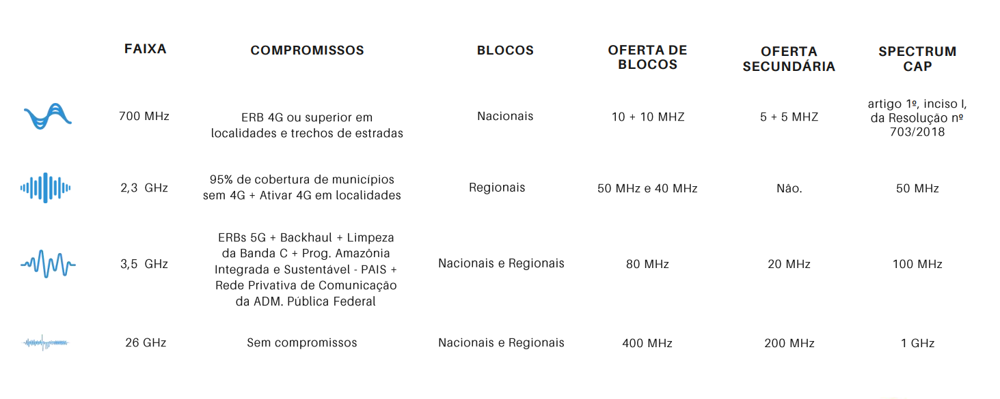 FAIXA
COMPROMISSOS
BLOCOS
OFERTA DE
BLOCOS
OFERTA
SECUNDÁRIA
SPECTRUM
CAP
700 MHz
ERB 4G ou superior em
localidades e trechos de estradas
Nacionais
10 + 10 MHZ
5 + 5 MHZ
artigo 1º, inciso I,
da Resolução nº
703/2018
2,3 GHz
95% de cobertura de municípios
sem 4G + Ativar 4G em localidades
Regionais
50 MHz e 40 MHz
Nâo.
50 MHz
3,5 GHz
ERBs 5G + Backhaul + Limpeza
da Banda C + Prog. Amazônia
Integrada e Sustentável - PAIS +
Rede Privativa de Comunicação
da ADM. Pública Federal
Nacionais e Regionais
80 MHz
20 MHz
100 MHz
26 GHz
Sem compromissos
Nacionais e Regionais
400 MHz
200 MHz
1 GHz